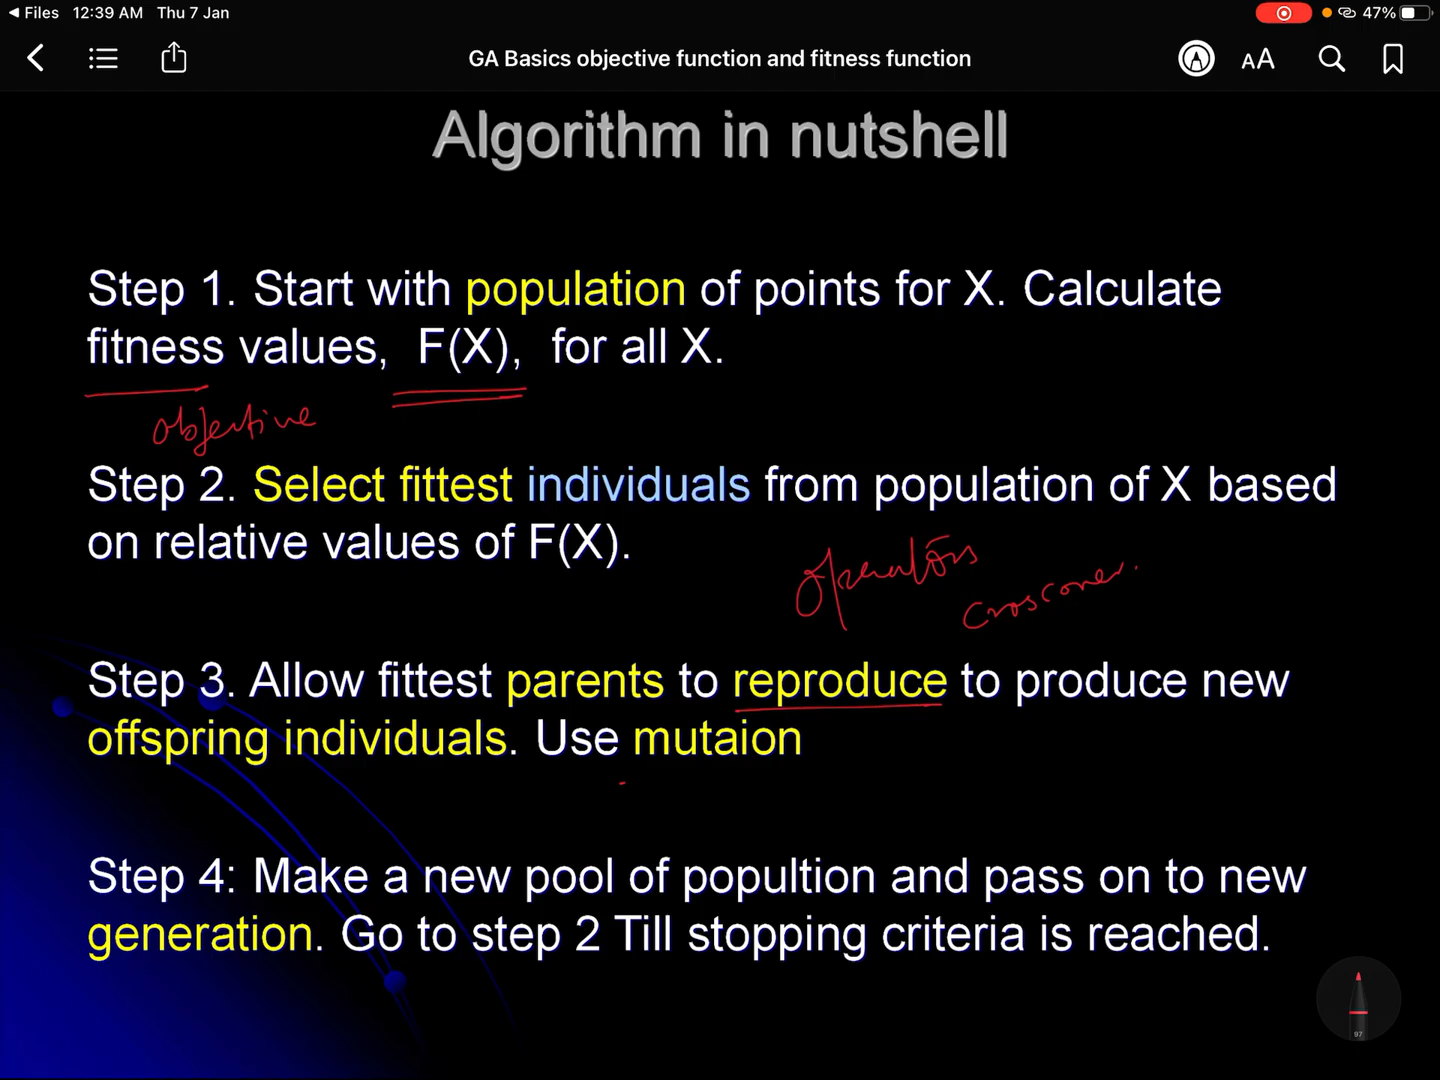 Files 12:39 AM Thu 7 Jan 47%
GA Basics objective function and fitness function
AA
Algorithm in nutshell
Step 1. Start with population of points for X. Calculate
fitness values, F(X), for all X.
objective
Step 2. Select fittest individuals from population of X based
on relative values of F(X).
operators
crosover.
Step 3. Allow fittest parents to reproduce to produce new
offspring individuals. Use mutaion
Step 4: Make a new pool of popultion and pass on to new
generation. Go to step 2 Till stopping criteria is reached.
97